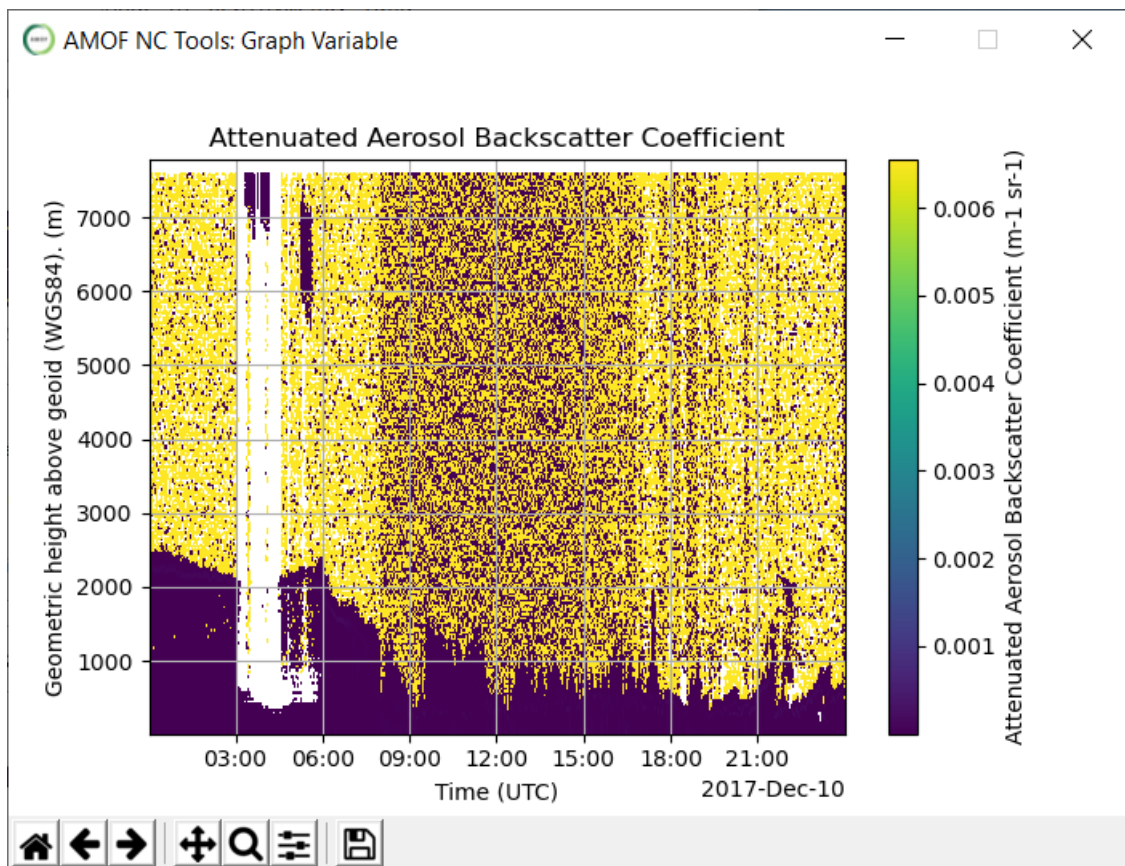 AMOF NC Tools: Graph Variable
Attenuated Aerosol Backscatter Coefficient
Geometric height above geoid (WGS84). (m)
7000
6000
5000
4000
3000
2000
1000
03:00 06:00 09:00 12:00 15:00 18:00 21:00
Time (UTC)
2017-Dec-10
0.006
0.005
0.004
0.003
0.002
0.001
Attenuated Aerosol Backscatter Coefficient (m-1 sr-1)